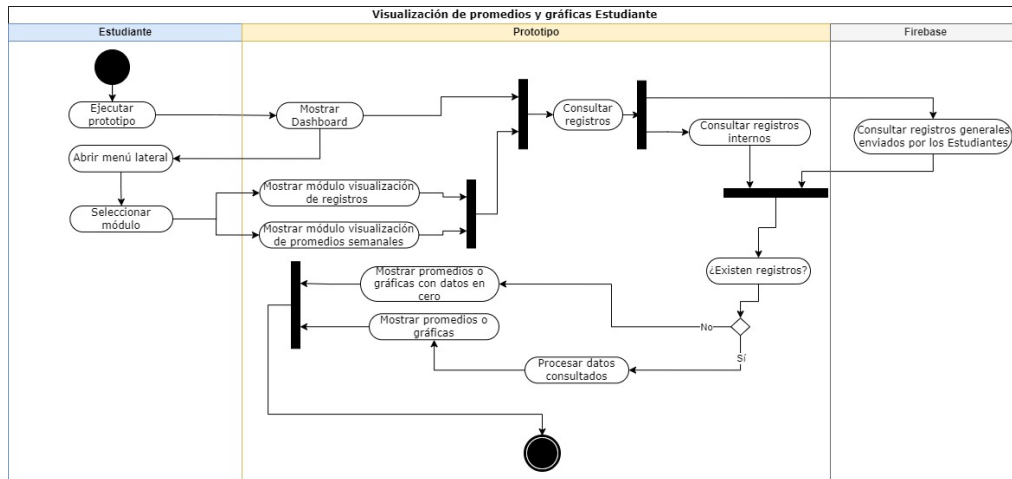 Visualización de promedios y gráficas Estudiante
Estudiante
Prototipo
Firebase
Ejecutar
prototipo
Mostrar
Dashboard
Consultar
registros
Consultar registros
internos
Consultar registros generales
enviados por los Estudiantes
Abrir menú lateral
Seleccionar
módulo
Mostrar módulo visualización
de registros
Mostrar módulo visualización
de promedios semanales
¿Existen registros?
Mostrar promedios o
gráficas con datos en
cero
No
Mostrar promedios o
gráficas
Sí
Procesar datos
consultados